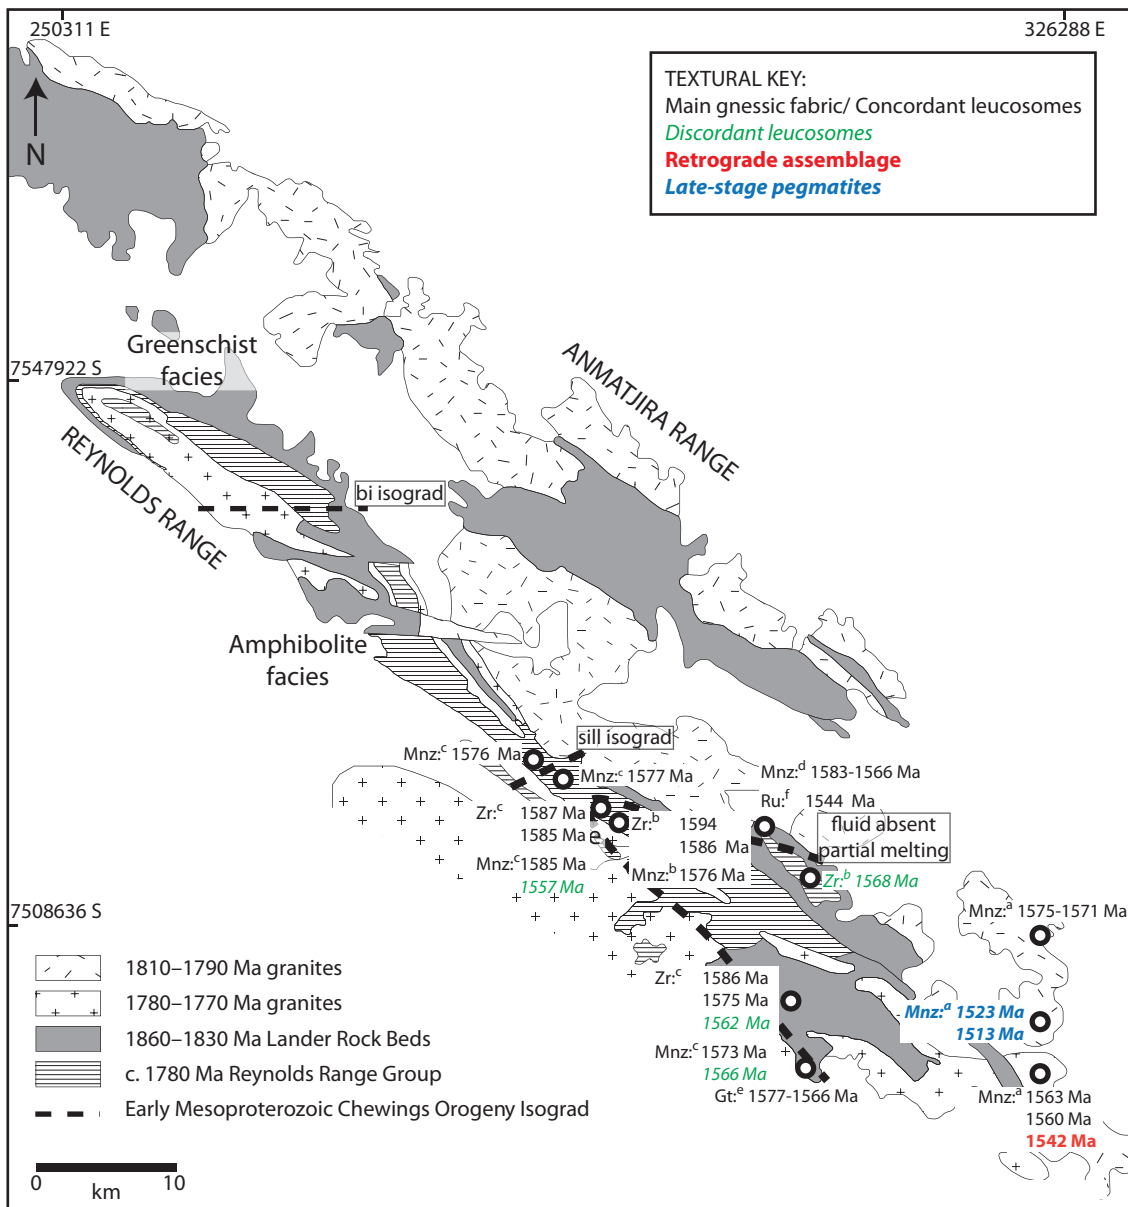 250311 E
326288 E
TEXTURAL KEY:
Main gnessic fabric/ Concordant leucosomes
Discordant leucosomes
Retrograde assemblage
Late-stage pegmatites
N
Greenschist
facies
7547922 S
ANMATJIRA RANGE
REYNOLDS RANGE
bi isograd
Amphibolite
facies
sill isograd
Mnz:c 1576 Ma
Mnz:c 1577 Ma
Mnz:d 1583-1566 Ma
Ru:f 1544 Ma
Zr:c 1587 Ma
1585 Ma
e
Zr:b 1594
1586 Ma
fluid absent
partial melting
Mnz:c 1585 Ma
1557 Ma
Mnz:b 1576 Ma
Zr:b 1568 Ma
7508636 S
Mnz:a 1575-1571 Ma
Zr:c 1586 Ma
1575 Ma
1562 Ma
Mnz:a 1523 Ma
1513 Ma
Mnz:c 1573 Ma
1566 Ma
Gt:e 1577-1566 Ma
Mnz:a 1563 Ma
1560 Ma
1542 Ma
1810–1790 Ma granites
1780–1770 Ma granites
1860–1830 Ma Lander Rock Beds
c. 1780 Ma Reynolds Range Group
Early Mesoproterozoic Chewings Orogeny Isograd
0 10
km